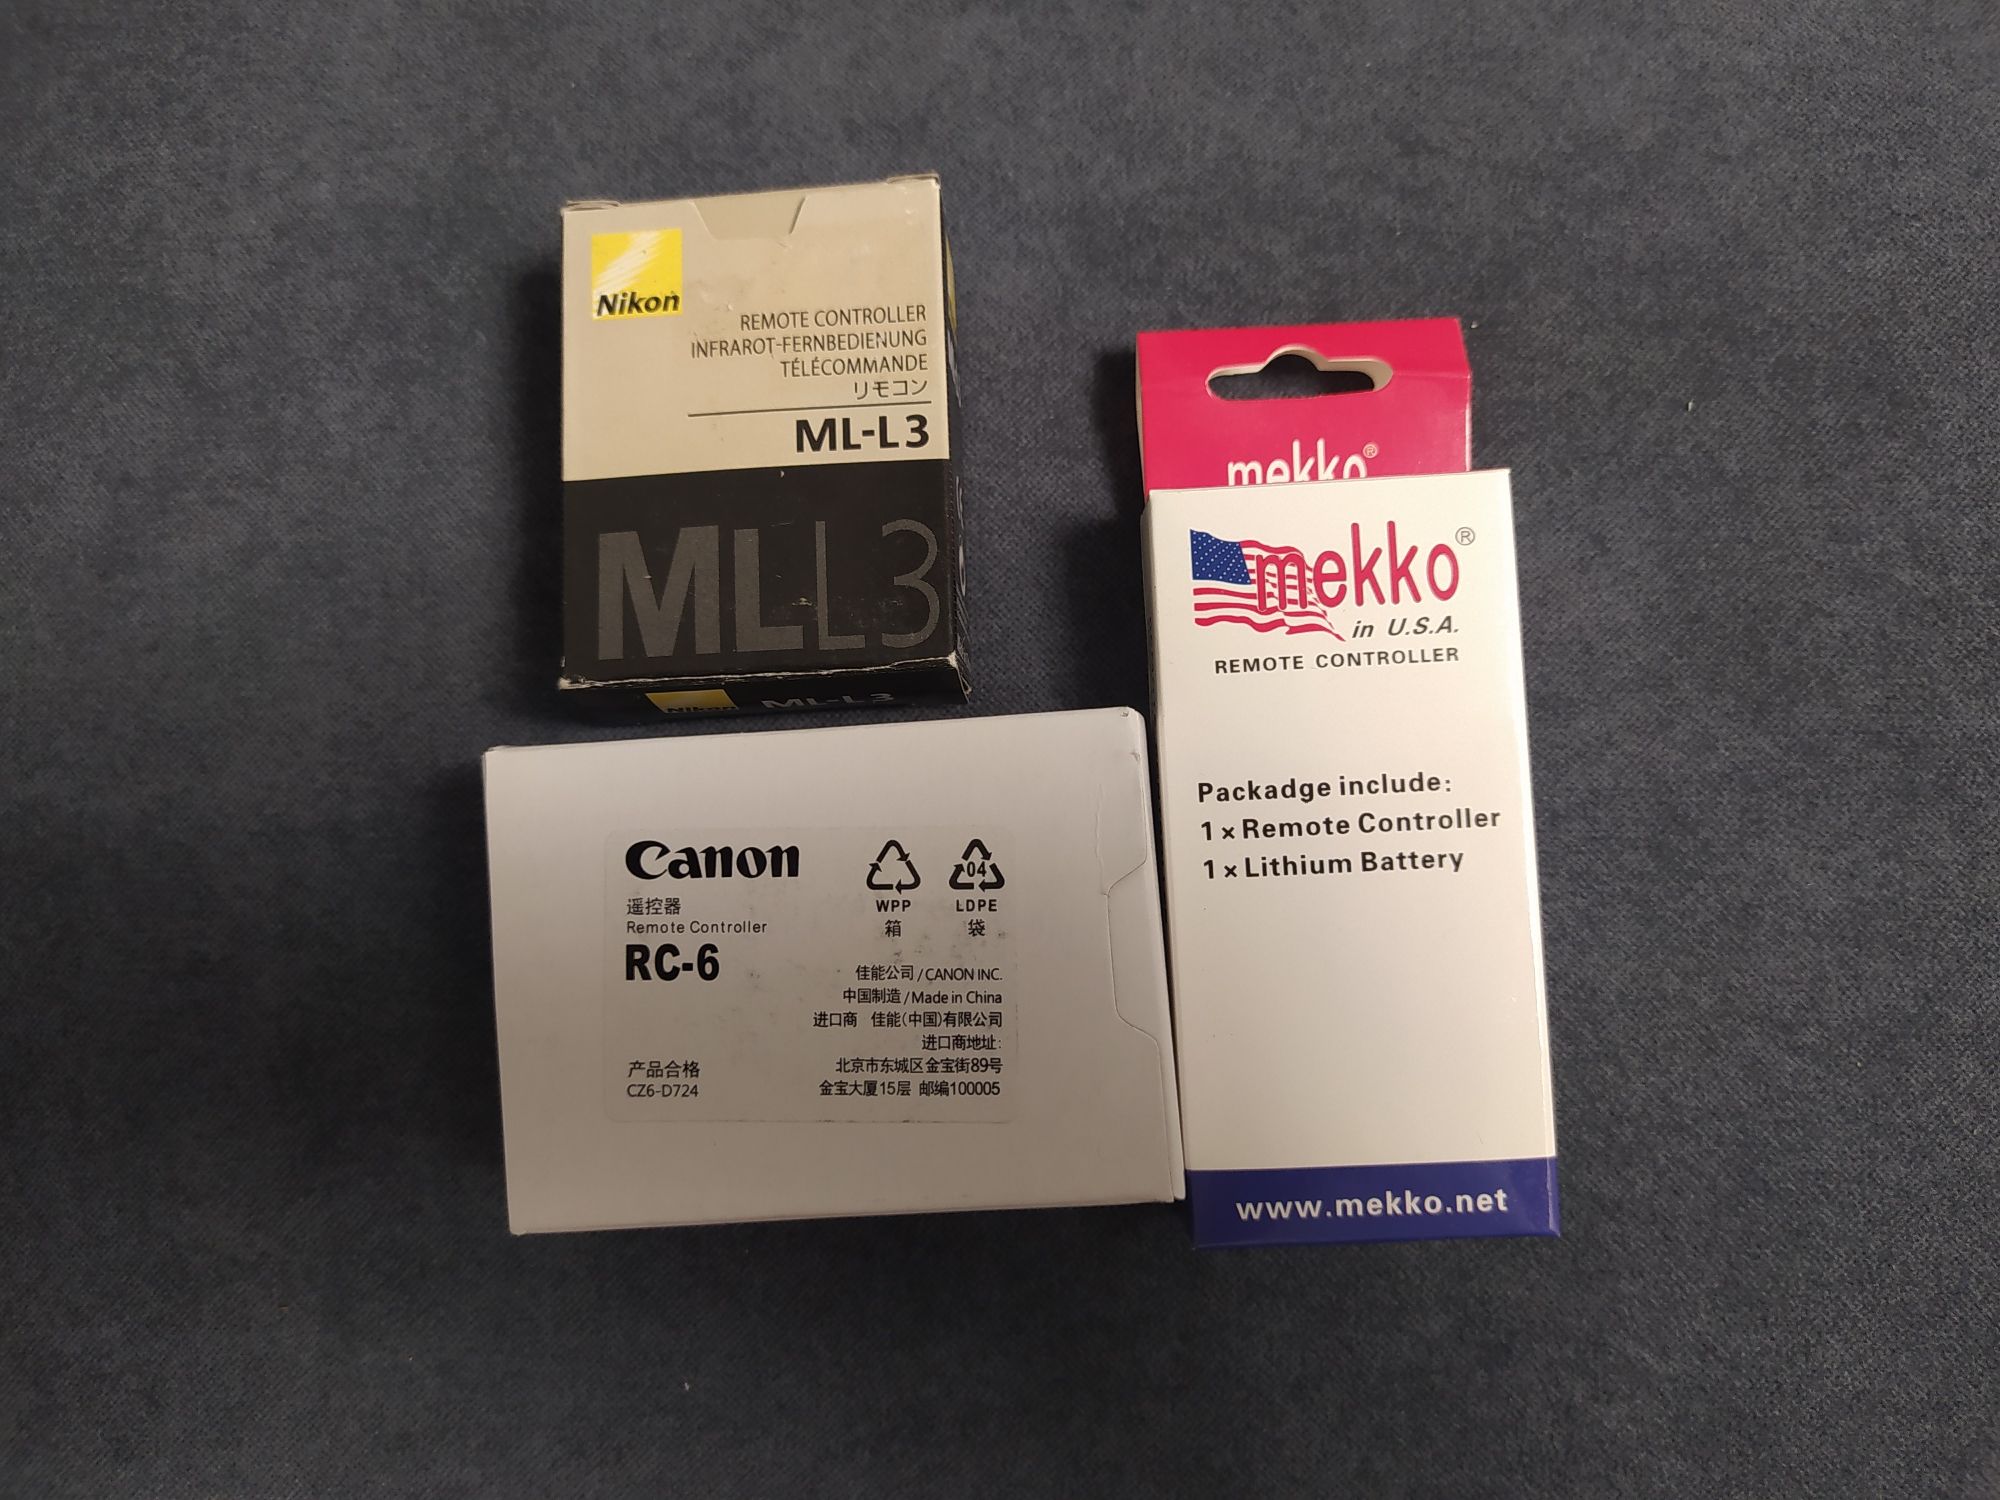 Nikon
REMOTE CONTROLLER
INFRAROT-FERNBEDIENUNG
TÉLÉCOMMANDE
リモコン
ML-L3
MLL3
Nikon ML-L3
mekko®
mekko®
in U.S.A.
REMOTE CONTROLLER
Packadge include:
1×Remote Controller
1×Lithium Battery
www.mekko.net
Canon
遥控器
Remote Controller
RC-6
产品合格
CZ6-D724
04
WPP LDPE
箱 袋
佳能公司/CANON INC.
中国制造/Made in China
进口商 佳能(中国)有限公司
进口商地址:
北京市东城区金宝街89号
金宝大厦15层 邮编100005